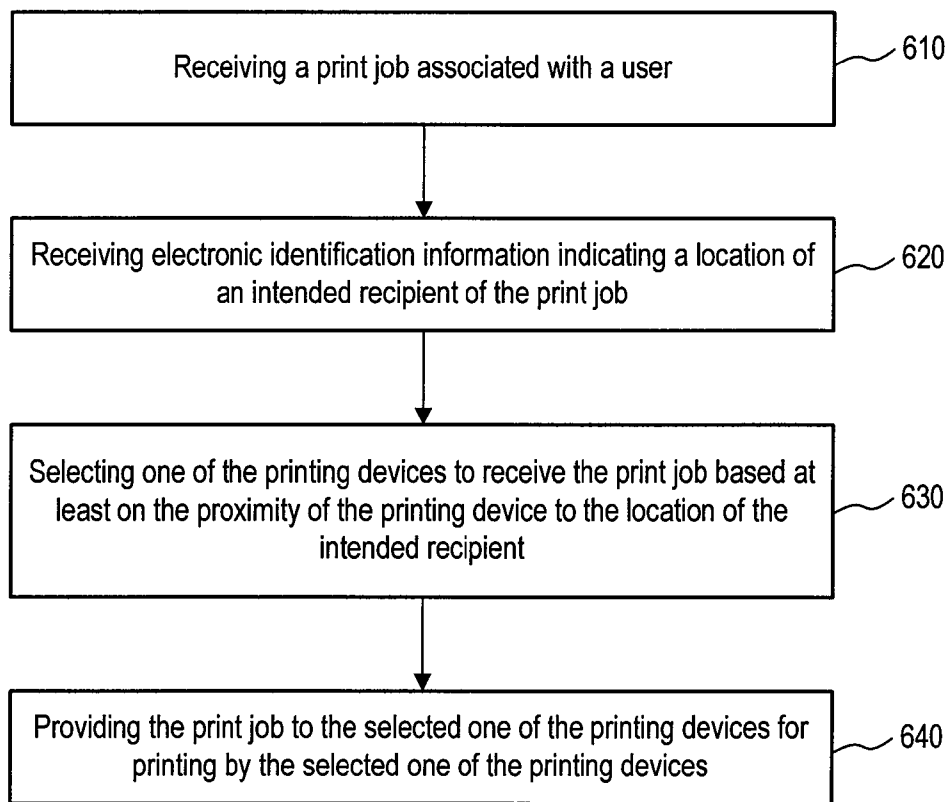 Receiving a print job associated with a user
610
Receiving electronic identification information indicating a location of
an intended recipient of the print job
620
Selecting one of the printing devices to receive the print job based at
least on the proximity of the printing device to the location of the
intended recipient
630
Providing the print job to the selected one of the printing devices for
printing by the selected one of the printing devices
640